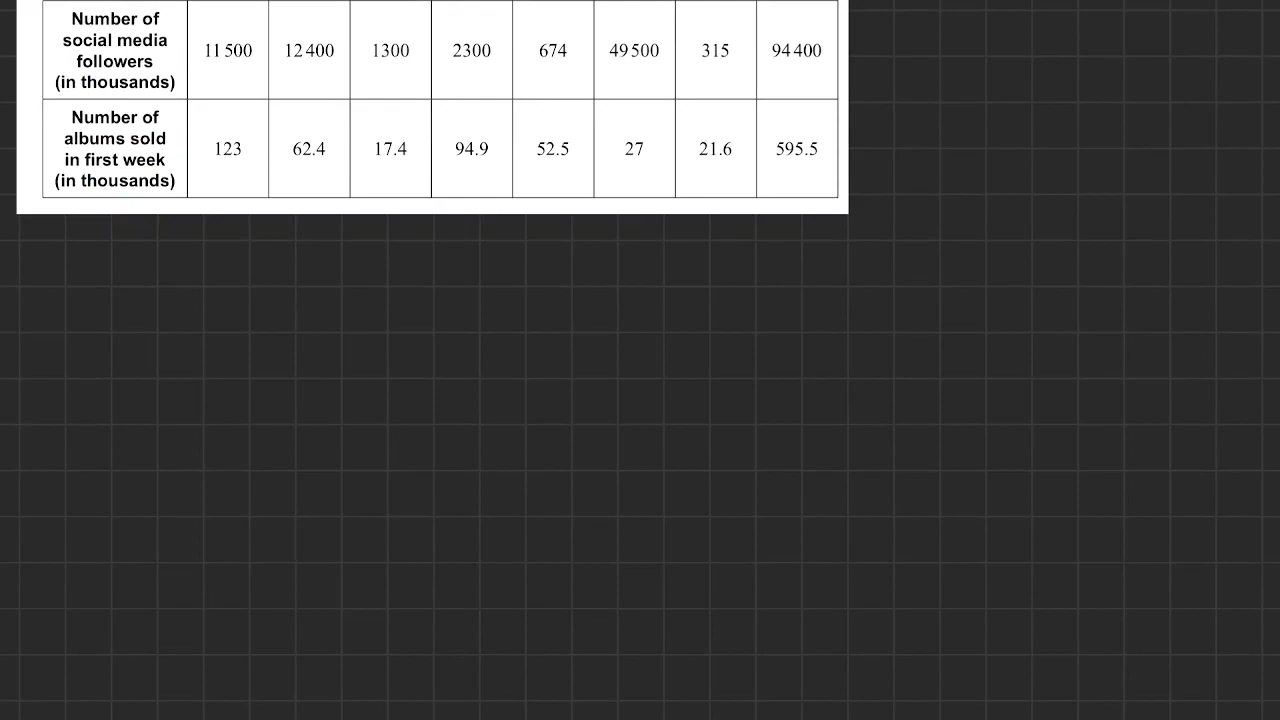 Number of
social media
followers
(in thousands)
11 500 12 400 1300 2300 674 49 500 315 94 400
Number of
albums sold
in first week
(in thousands)
123 62.4 17.4 94.9 52.5 27 21.6 595.5